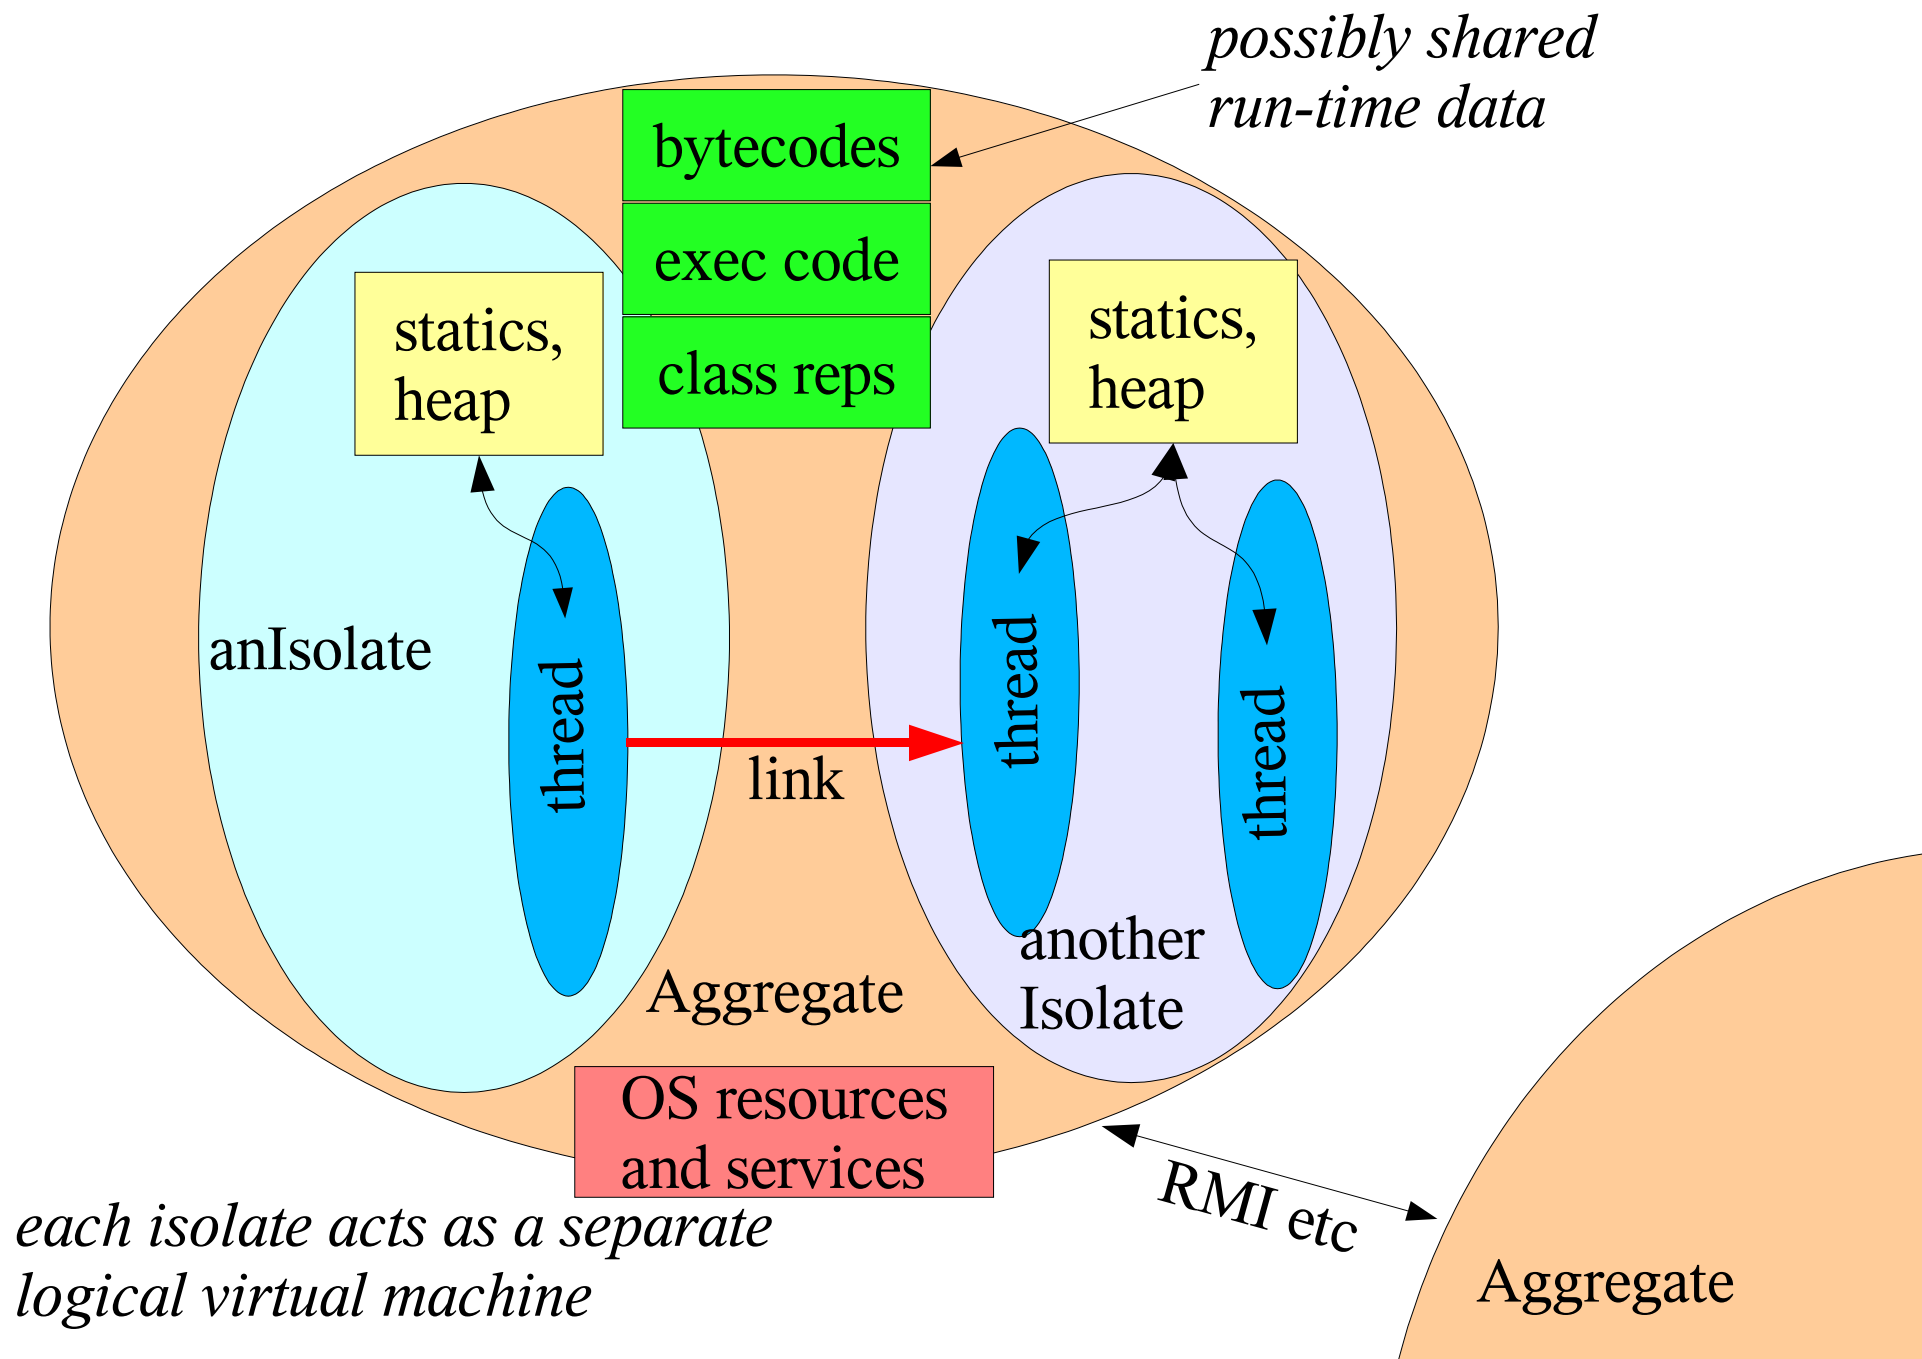 possibly shared
run-time data
bytecodes
exec code
class reps
statics,
heap
statics,
heap
anIsolate
thread
thread
thread
link
another
Isolate
Aggregate
OS resources
and services
RMI etc
each isolate acts as a separate
logical virtual machine
Aggregate